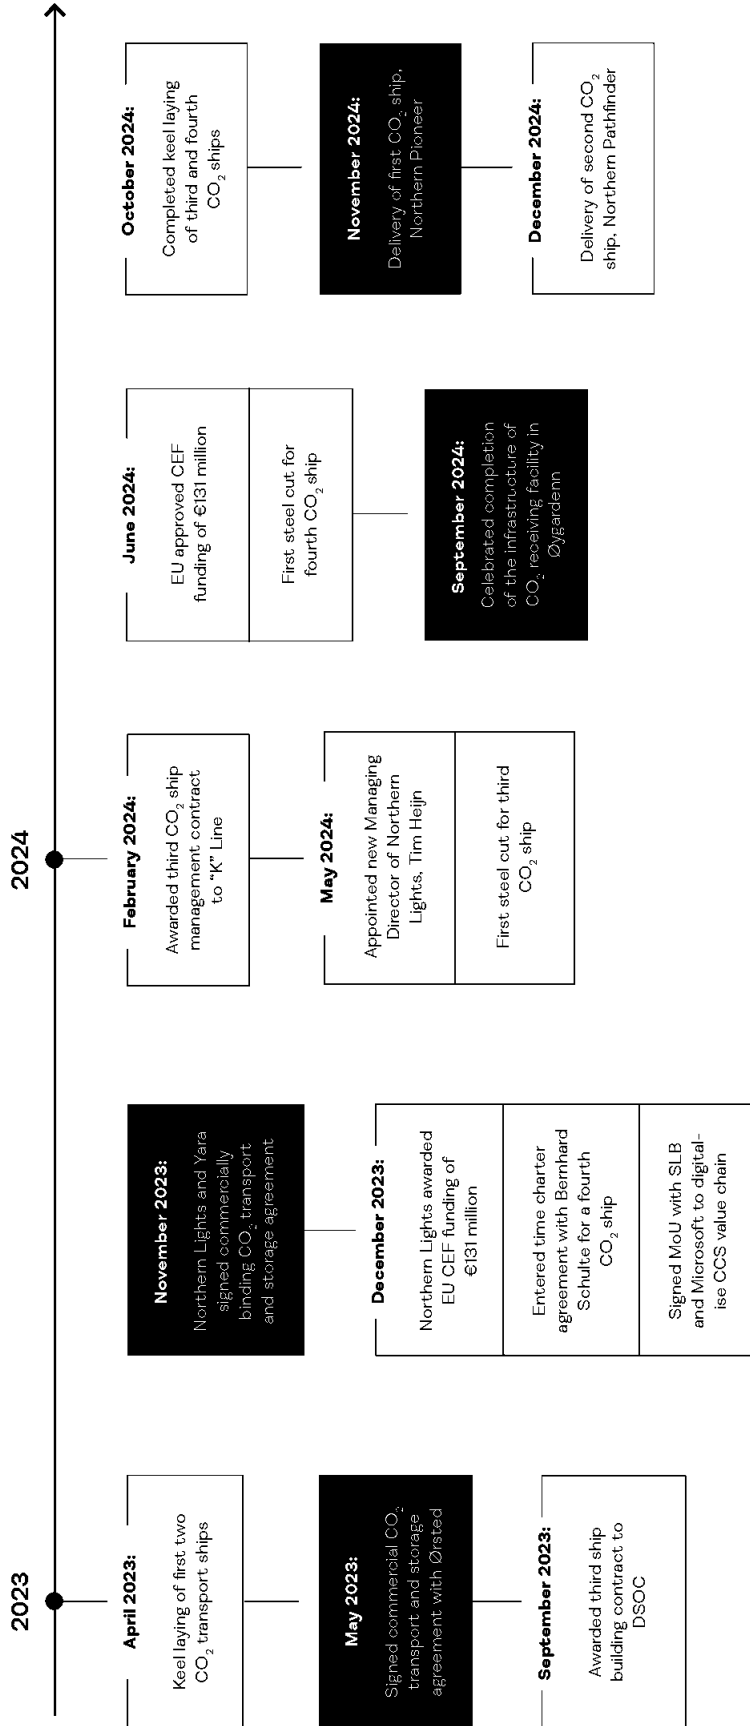 2023
April 2023:
Keel laying of first two
CO₂ transport ships
May 2023:
Signed commercial CO₂
transport and storage
agreement with Ørsted
September 2023:
Awarded third ship
building contract to
DSOC
November 2023:
Northern Lights and Yara
signed commercially
binding CO₂ transport
and storage agreement
December 2023:
Northern Lights awarded
EU CEF funding of
€131 million
Entered time charter
agreement with Bernhard
Schulte for a fourth
CO₂ ship
Signed MoU with SLB
and Microsoft to digital-
ise CCS value chain
2024
February 2024:
Awarded third CO₂ ship
management contract
to “K” Line
May 2024:
Appointed new Managing
Director of Northern
Lights, Tim Heijn
First steel cut for third
CO₂ ship
June 2024:
EU approved CEF
funding of €131 million
First steel cut for
fourth CO₂ ship
September 2024:
Celebrated completion
of the infrastructure of
CO₂ receiving facility in
Øygardenn
October 2024:
Completed keel laying
of third and fourth
CO₂ ships
November 2024:
Delivery of first CO₂ ship,
Northern Pioneer
December 2024:
Delivery of second CO₂
ship, Northern Pathfinder